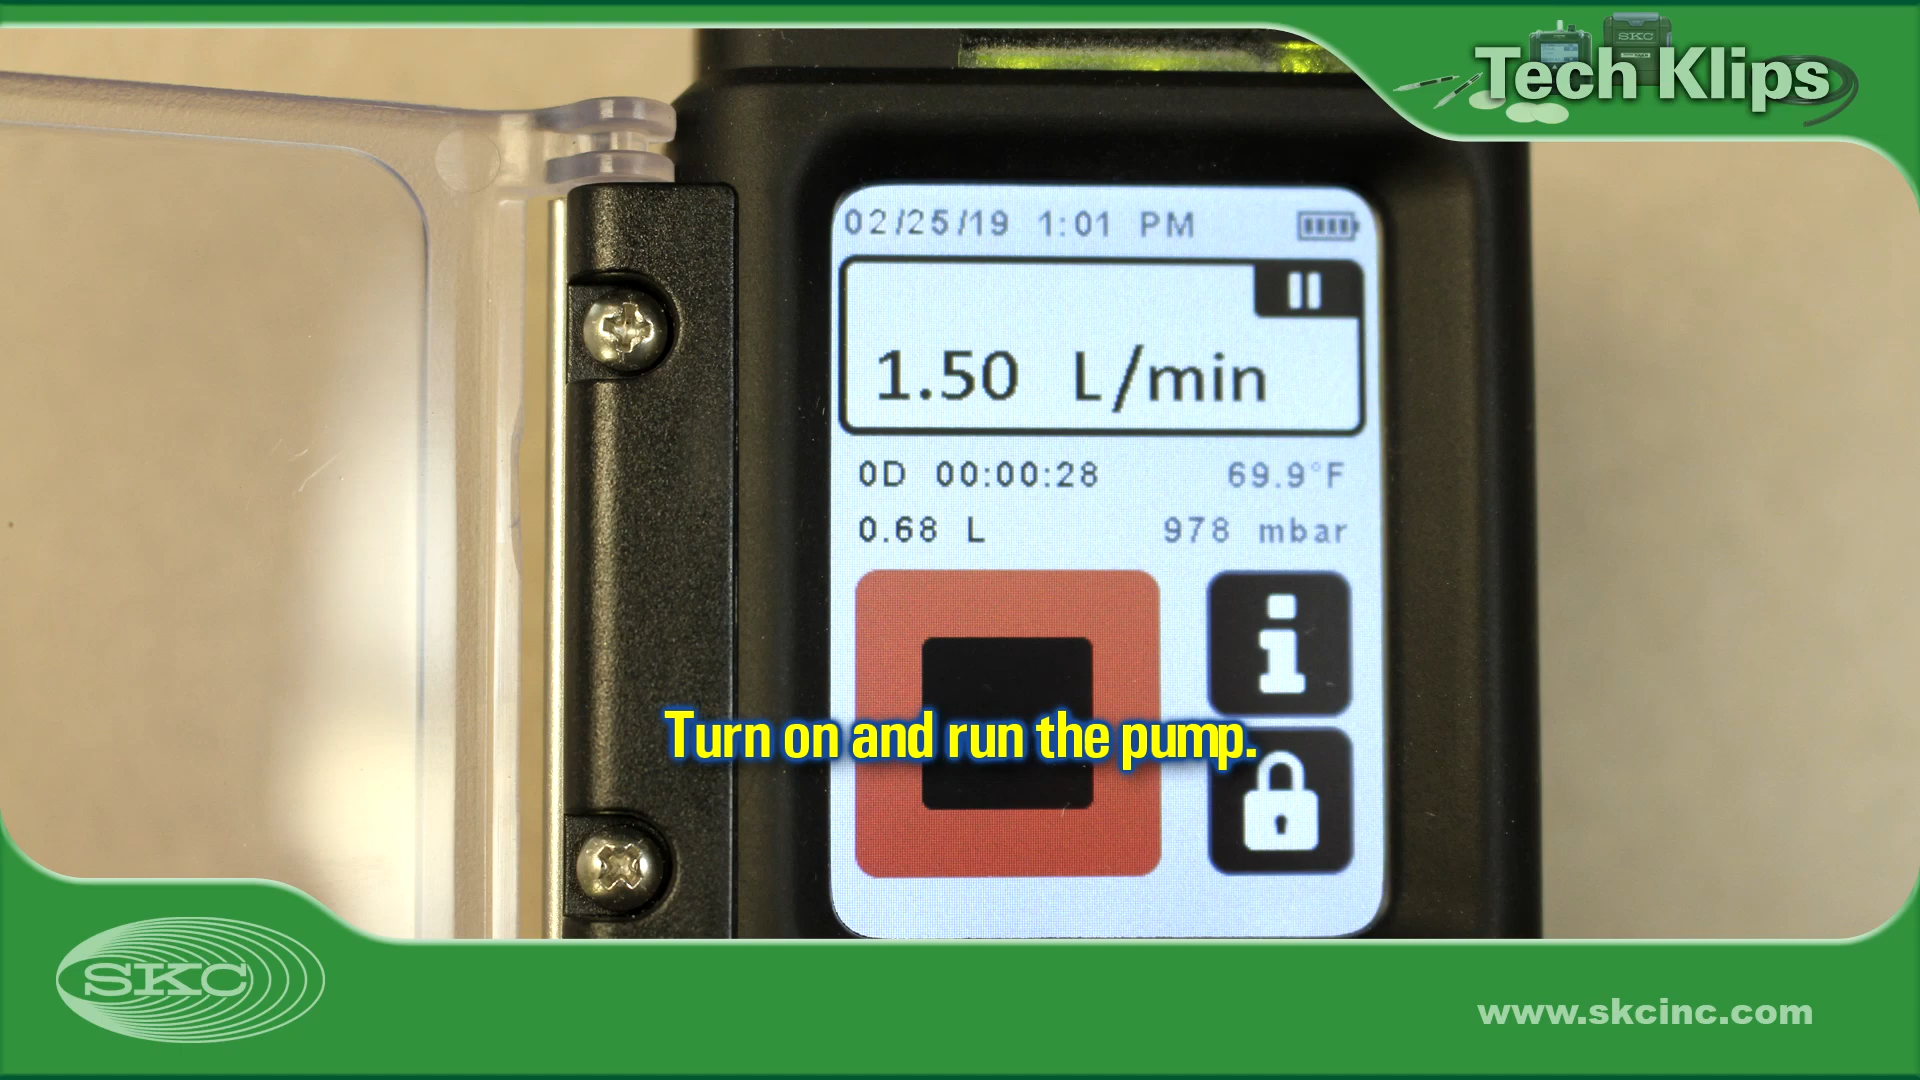 SKC
Tech Klips
02/25/19 1:01 PM
1.50 L/min
0D 00:00:28 69.9°F
0.68 L 978 mbar
Turn on and run the pump.
SKC
www.skcinc.com